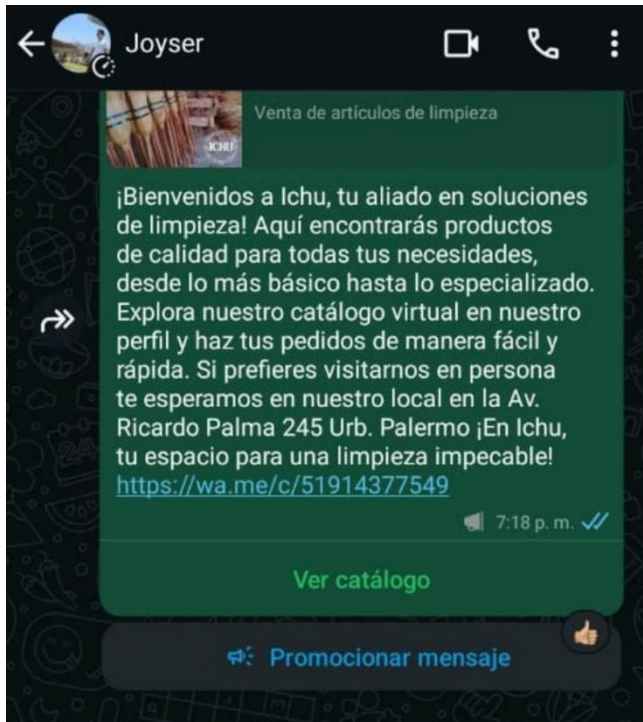 Joyser
Venta de artículos de limpieza
ICHU
¡Bienvenidos a Ichu, tu aliado en soluciones
de limpieza! Aquí encontrarás productos
de calidad para todas tus necesidades,
desde lo más básico hasta lo especializado.
Explora nuestro catálogo virtual en nuestro
perfil y haz tus pedidos de manera fácil y
rápida. Si prefieres visitarnos en persona
te esperamos en nuestro local en la Av.
Ricardo Palma 245 Urb. Palermo ¡En Ichu,
tu espacio para una limpieza impecable!
https://wa.me/c/51914377549
7:18 p. m.
Ver catálogo
Promocionar mensaje